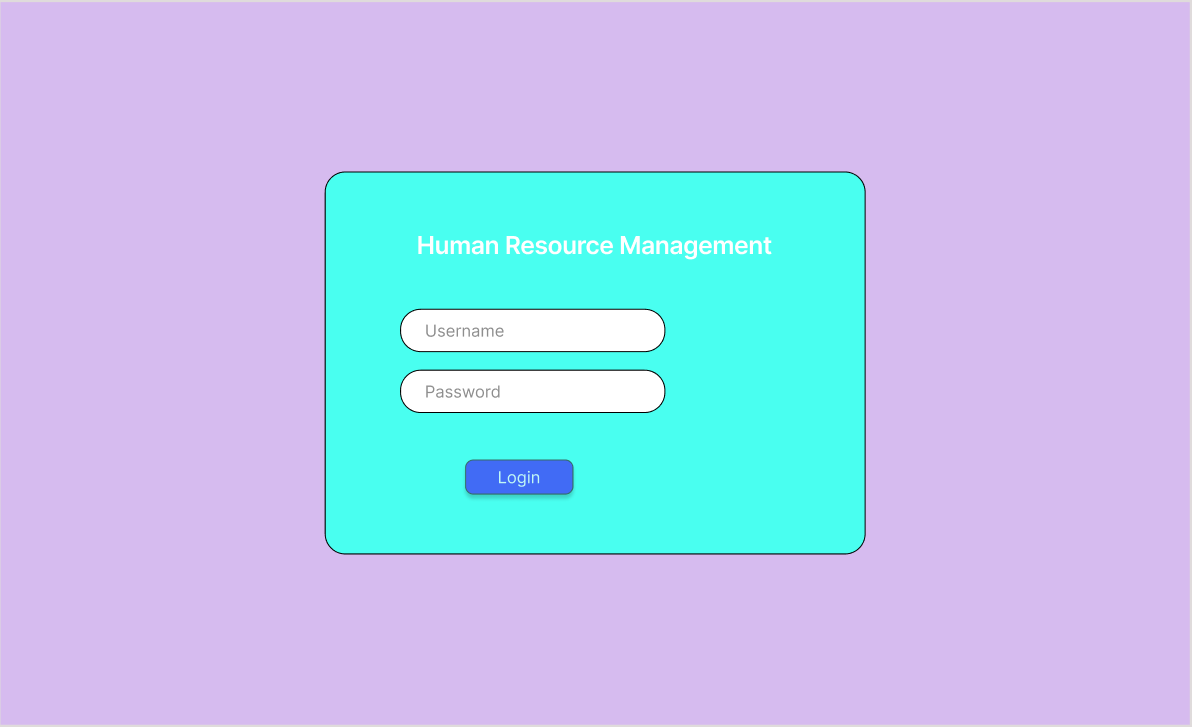 Human Resource Management
Username
Password
Login